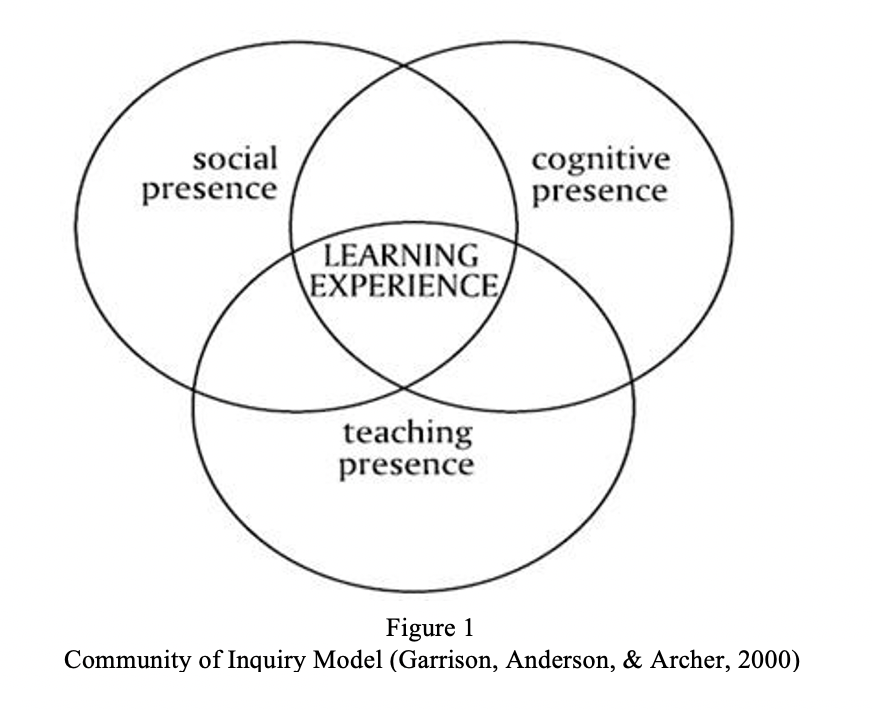 social
presence
cognitive
presence
LEARNING
EXPERIENCE
teaching
presence
Figure 1
Community of Inquiry Model (Garrison, Anderson, & Archer, 2000)